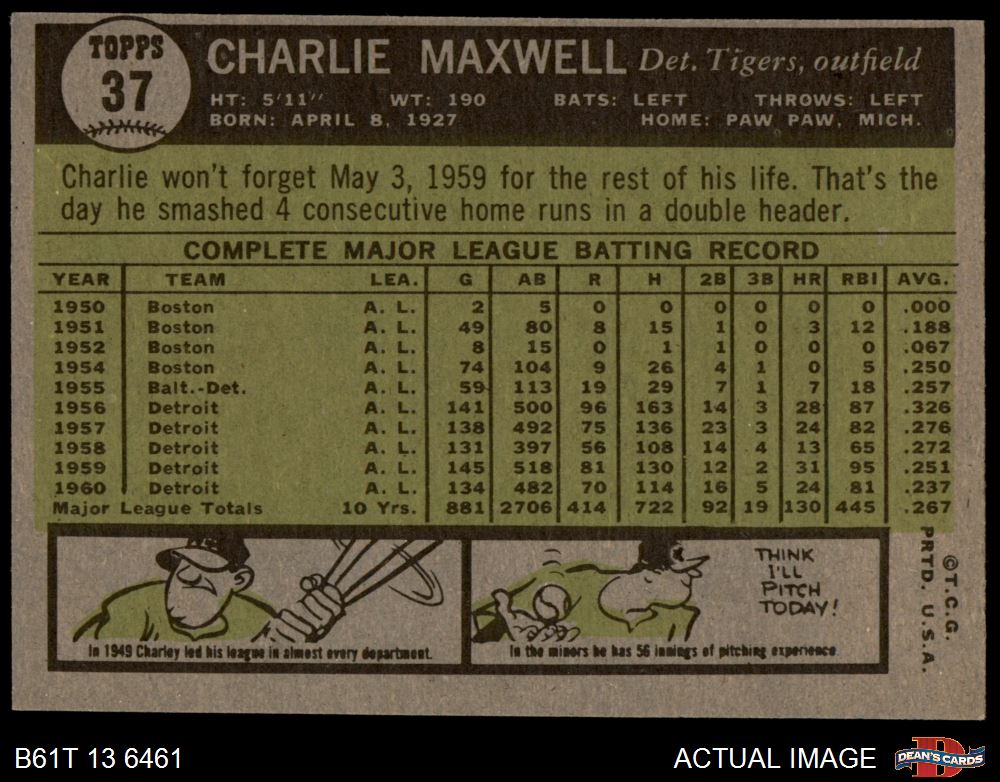 TOPPS
37
CHARLIE MAXWELL Det. Tigers, outfield
HT: 5'11" WT: 190 BATS: LEFT THROWS: LEFT
BORN: APRIL 8, 1927 HOME: PAW PAW, MICH.
Charlie won't forget May 3, 1959 for the rest of his life. That's the
day he smashed 4 consecutive home runs in a double header.
COMPLETE MAJOR LEAGUE BATTING RECORD
YEAR TEAM LEA. G AB R H 2B 3B HR RBI AVG.
1950 Boston A. L. 2 5 0 0 0 0 0 0 .000
1951 Boston A. L. 49 80 8 15 1 0 3 12 .188
1952 Boston A. L. 8 15 0 1 1 0 0 0 .067
1954 Boston A. L. 74 104 9 26 4 1 0 5 .250
1955 Balt.-Det. A. L. 59 113 19 29 7 1 7 18 .257
1956 Detroit A. L. 141 500 96 163 14 3 28 87 .326
1957 Detroit A. L. 138 492 75 136 23 3 24 82 .276
1958 Detroit A. L. 131 397 56 108 14 4 13 65 .272
1959 Detroit A. L. 145 518 81 130 12 2 31 95 .251
1960 Detroit A. L. 134 482 70 114 16 5 24 81 .237
Major League Totals 10 Yrs. 881 2706 414 722 92 19 130 445 .267
THINK
I'LL
PITCH
TODAY!
In 1949 Charley led his league in almost every department.
In the minors he has 56 innings of pitching experience
©T.C.G.
PRTD. U.S.A.
B61T 13 6461
ACTUAL IMAGE
D
DEAN'S CARDS